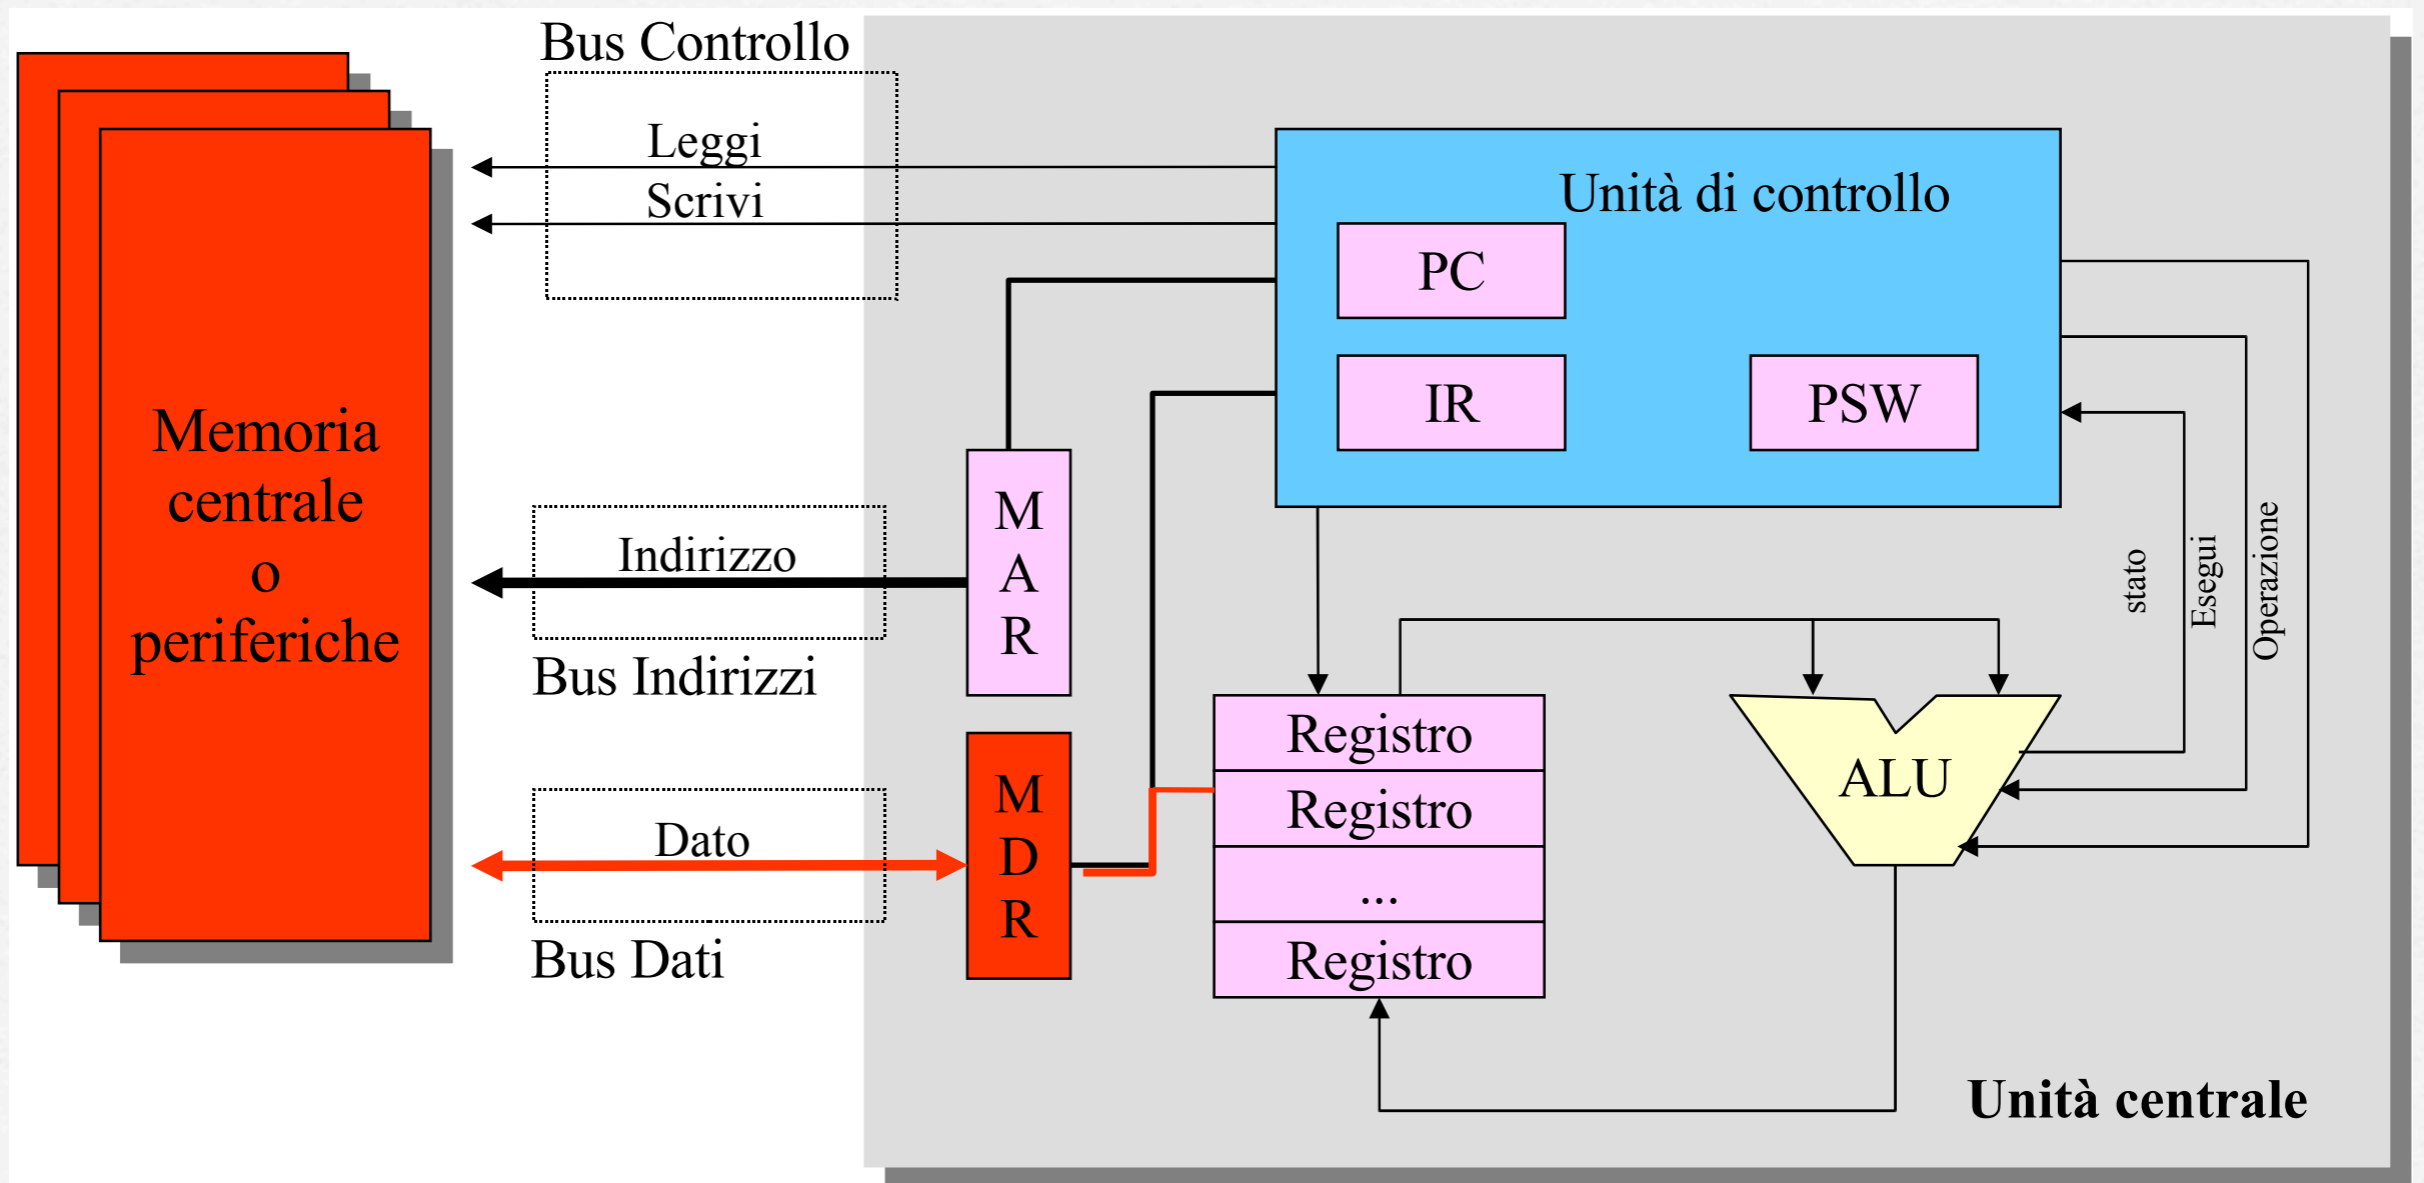 Bus Controllo
Leggi
Scrivi
Unità di controllo
PC
IR
PSW
Memoria
centrale
o
periferiche
Indirizzo
Bus Indirizzi
M
A
R
stato
Esegui
Operazione
Dato
Bus Dati
M
D
R
Registro
Registro
...
Registro
ALU
Unità centrale